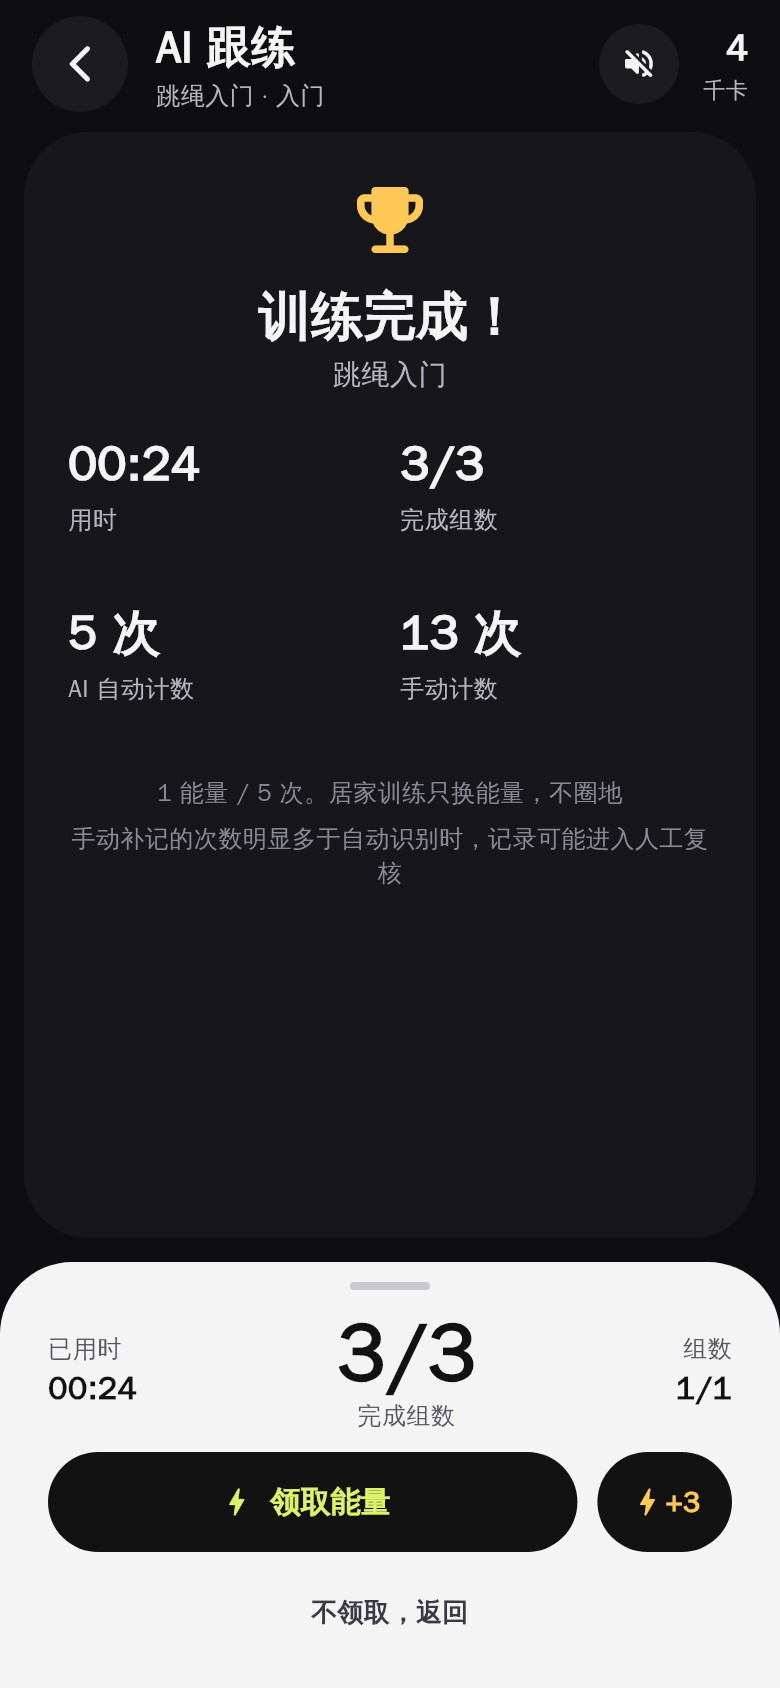 AI 跟练
跳绳入门 · 入门
4
千卡
训练完成！
跳绳入门
00:24
用时
3/3
完成组数
5 次
AI 自动计数
13 次
手动计数
1 能量 / 5 次。居家训练只换能量，不圈地
手动补记的次数明显多于自动识别时，记录可能进入人工复
核
已用时
00:24
3/3
完成组数
组数
1/1
领取能量
+3
不领取，返回